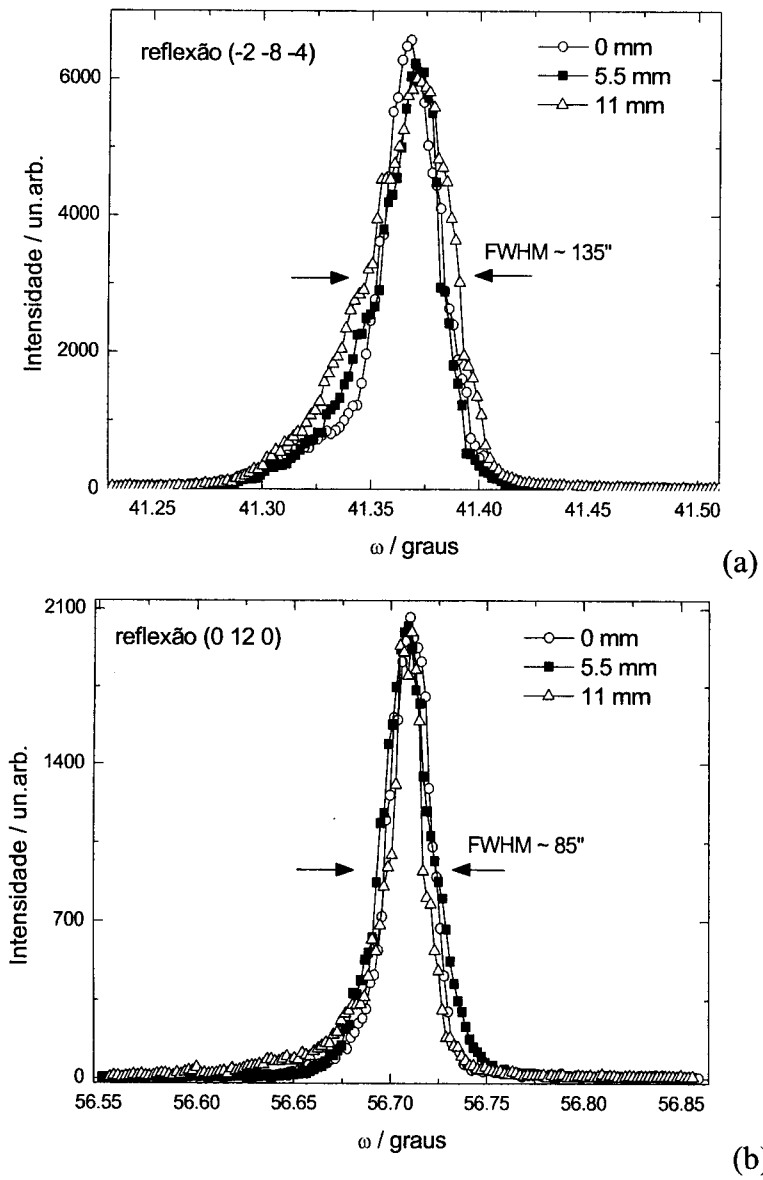 reflexão (-2 -8 -4)
0 mm
5.5 mm
11 mm
FWHM ~ 135"
Intensidade / un.arb.
6000
4000
2000
0
41.25 41.30 41.35 41.40 41.45 41.50
ω / graus
(a)
reflexão (0 12 0)
0 mm
5.5 mm
11 mm
FWHM ~ 85"
Intensidade / un.arb.
2100
1400
700
0
56.55 56.60 56.65 56.70 56.75 56.80 56.85
ω / graus
(b)